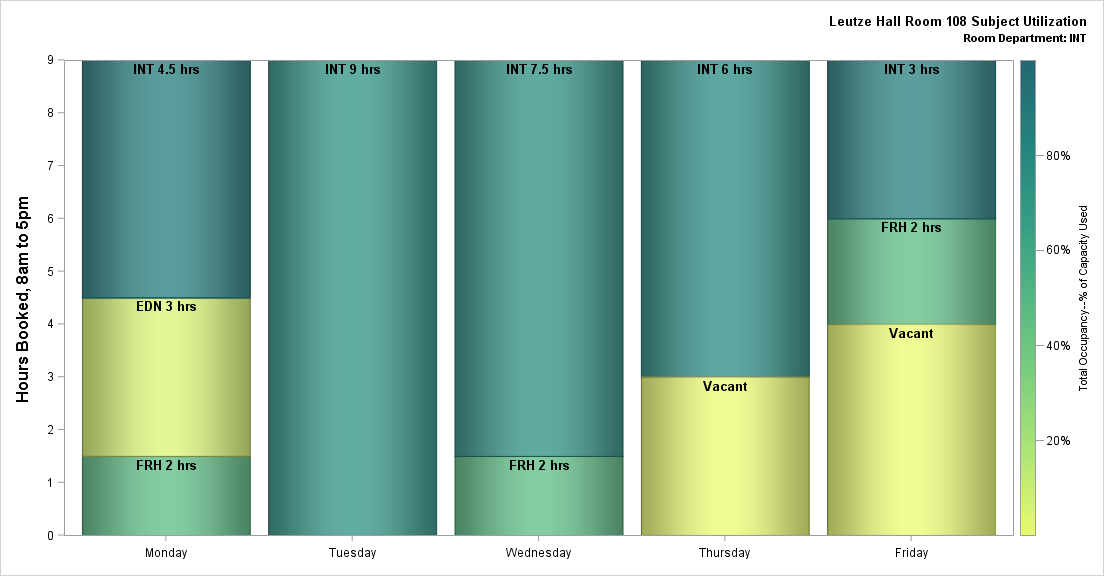 Leutze Hall Room 108 Subject Utilization
Room Department: INT
Hours Booked, 8am to 5pm
9
8
7
6
5
4
3
2
1
0
INT 4.5 hrs
EDN 3 hrs
FRH 2 hrs
INT 9 hrs
INT 7.5 hrs
FRH 2 hrs
INT 6 hrs
Vacant
INT 3 hrs
FRH 2 hrs
Vacant
Monday
Tuesday
Wednesday
Thursday
Friday
80%
60%
40%
20%
Total Occupancy--% of Capacity Used